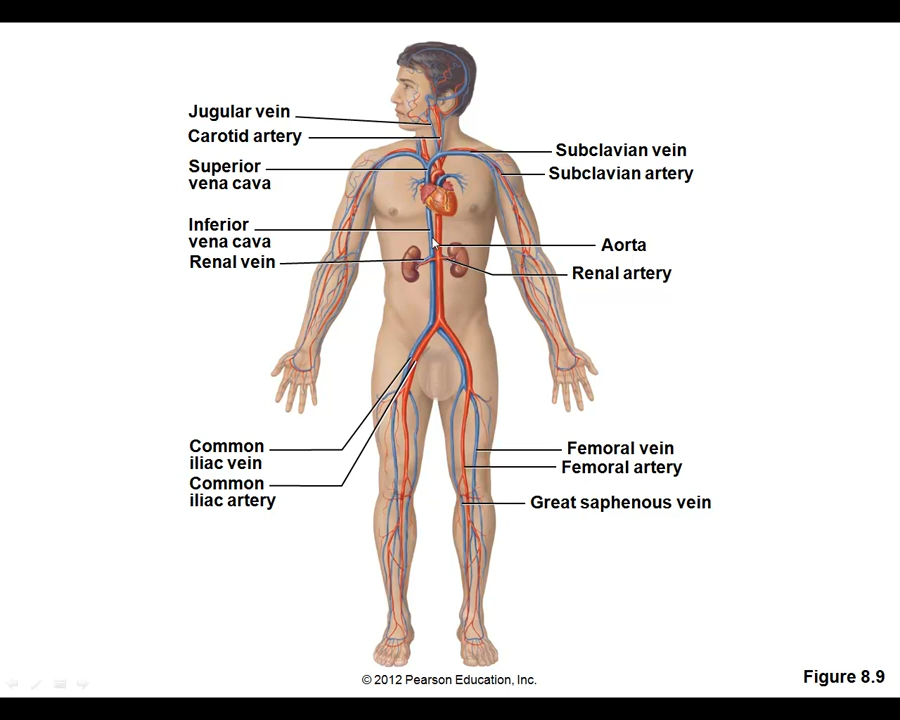 Jugular vein
Carotid artery
Superior
vena cava
Inferior
vena cava
Renal vein
Common
iliac vein
Common
iliac artery
Subclavian vein
Subclavian artery
Aorta
Renal artery
Femoral vein
Femoral artery
Great saphenous vein
© 2012 Pearson Education, Inc.
Figure 8.9